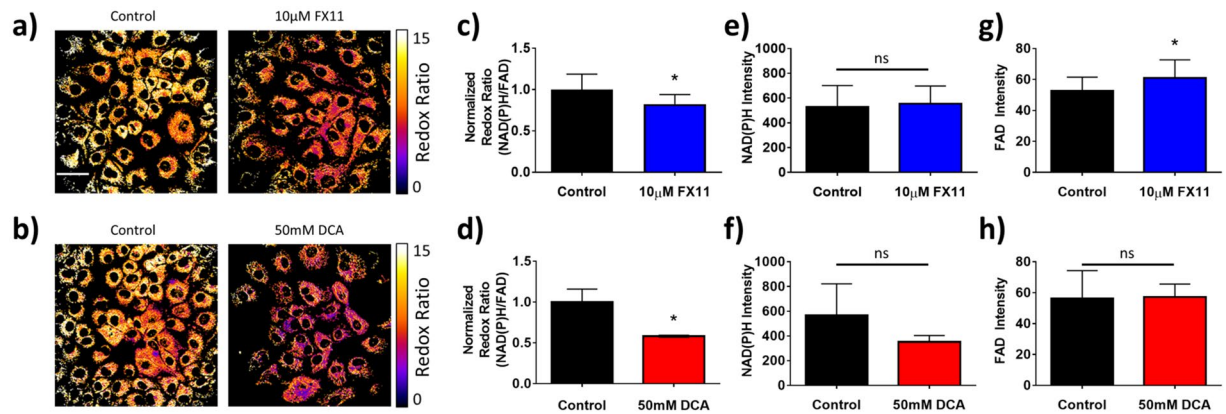 a)
Control
10µM FX11
15
Redox Ratio
0
c)
Normalized
Redox Ratio
(NAD(P)H/FAD)
1.5
1.0
0.5
0.0
*
Control
10µM FX11
e)
NAD(P)H Intensity
1000
800
600
400
200
0
ns
Control
10µM FX11
g)
FAD Intensity
80
60
40
20
0
*
Control
10µM FX11
b)
Control
50mM DCA
15
Redox Ratio
0
d)
Normalized
Redox Ratio
(NAD(P)H/FAD)
1.5
1.0
0.5
0.0
*
Control
50mM DCA
f)
NAD(P)H Intensity
1000
800
600
400
200
0
ns
Control
50mM DCA
h)
FAD Intensity
80
60
40
20
0
ns
Control
50mM DCA